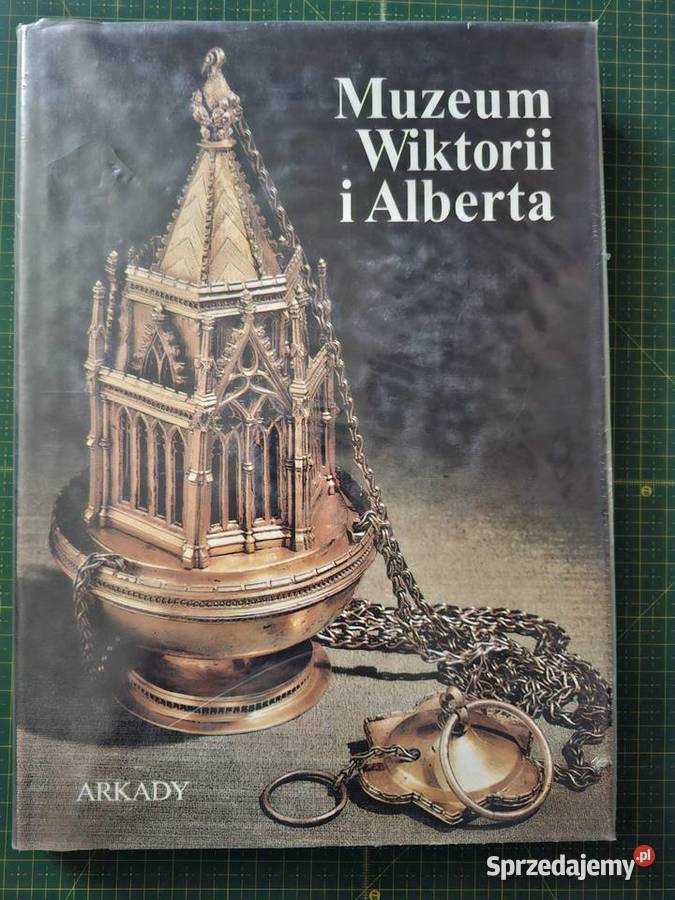 Muzeum
Wiktorii
i Alberta
ARKADY
Sprzedajemy.pl